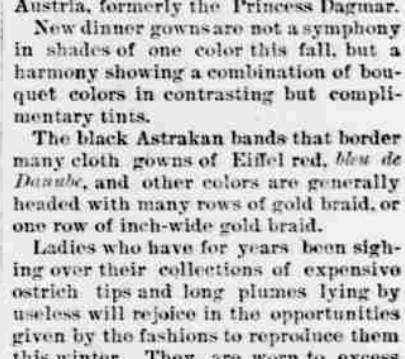 Austria, formerly the Princess Dagmar.
New dinner gowns are not a symphony
in shades of one color this fall, but a
harmony showing a combination of bou-
quet colors in contrasting but compli-
mentary tints.
The black Astrakan bands that border
many cloth gowns of Eiffel red, bleu de
Danube, and other colors are generally
headed with many rows of gold braid, or
one row of inch-wide gold braid.
Ladies who have for years been sigh-
ing over their collections of expensive
ostrich tips and long plumes lying by
useless will rejoice in the opportunities
given by the fashions to reproduce them
this winter. They are worn to excess